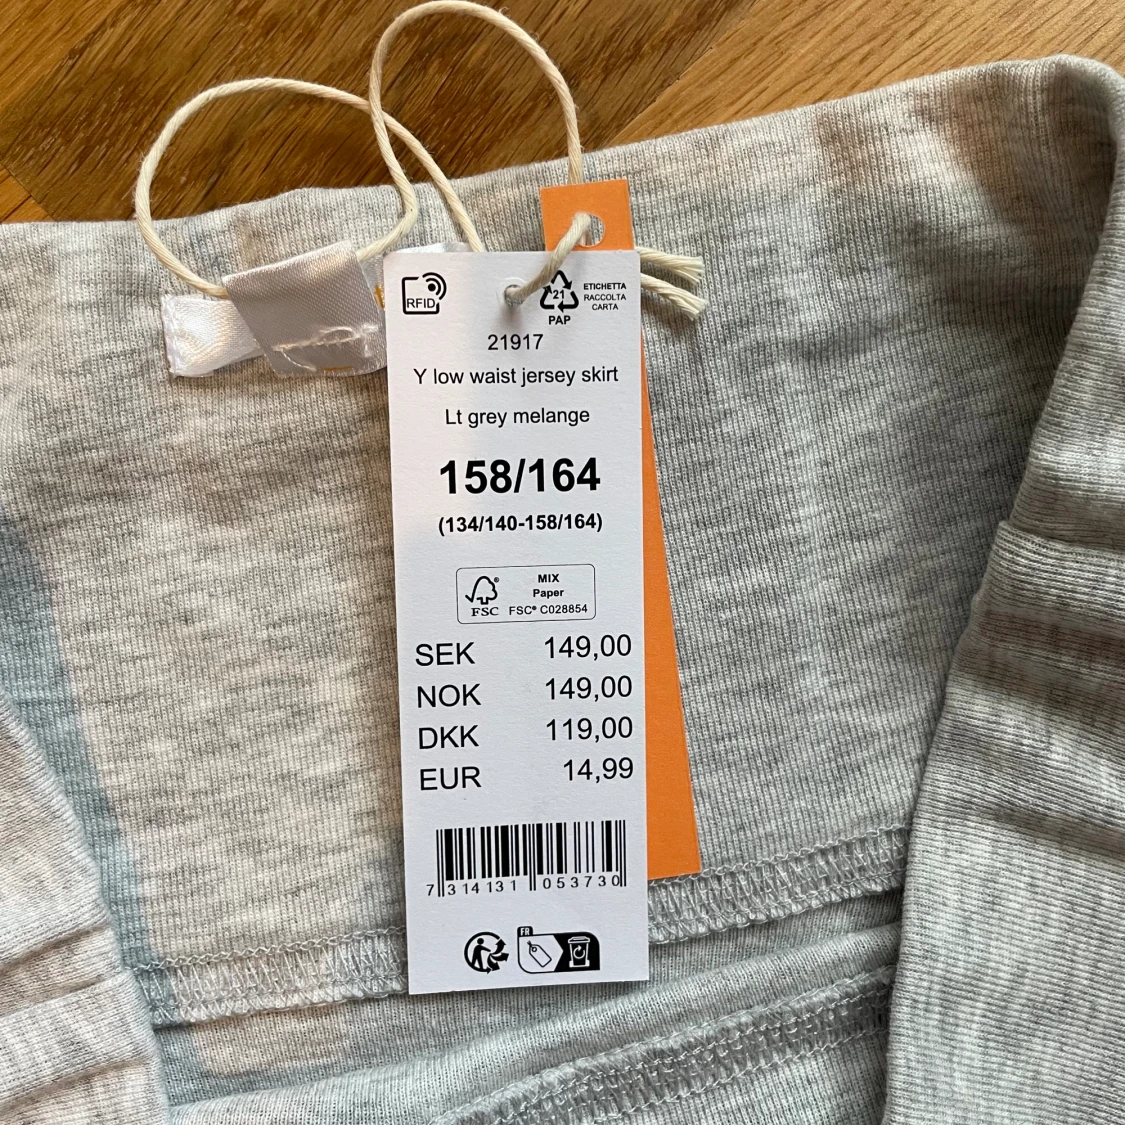 RFID
21
PAP
ETICHETTA
RACCOLTA
CARTA
21917
Y low waist jersey skirt
Lt grey melange
158/164
(134/140-158/164)
FSC
MIX
Paper
FSC® C028854
SEK 149,00
NOK 149,00
DKK 119,00
EUR 14,99
7 314131 053730
FR